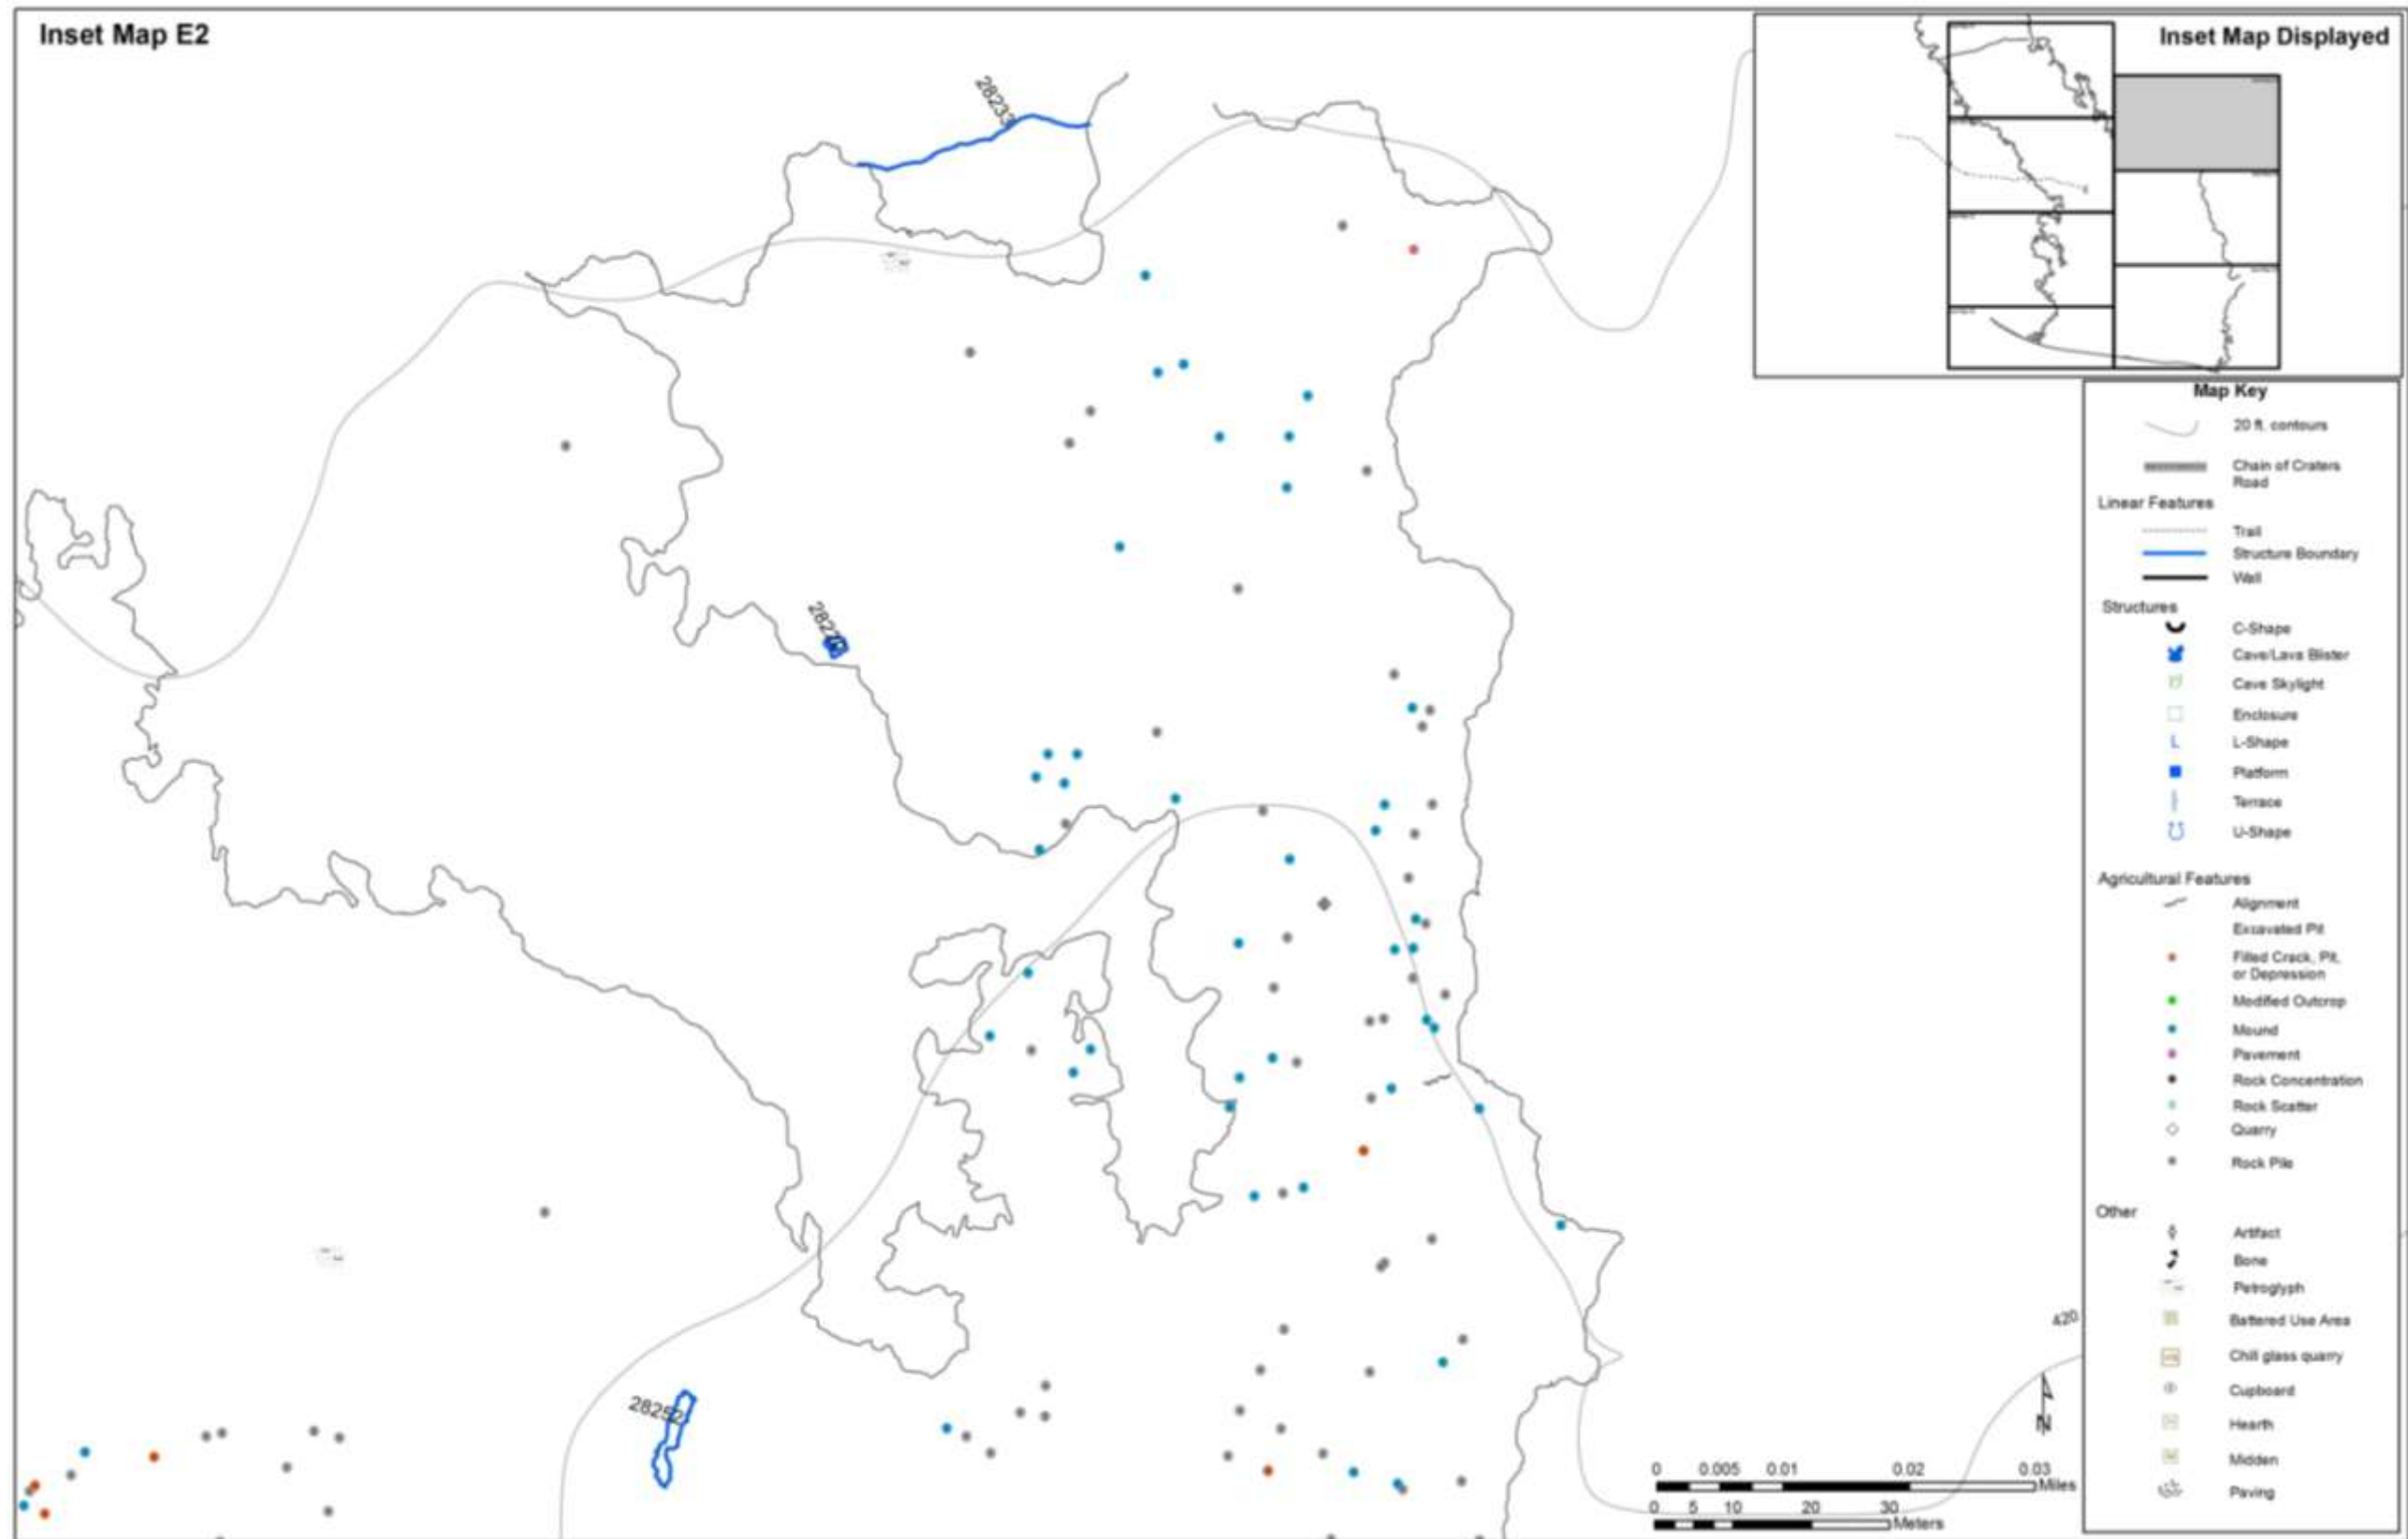 Inset Map E2
Inset Map Displayed
28233
28252
420
N
Map Key
20 ft. contours
Chain of Craters
Road
Linear Features
Trail
Structure Boundary
Wall
Structures
C-Shape
Cave/Lava Blister
Cave Skylight
Enclosure
L-Shape
Platform
Terrace
U-Shape
Agricultural Features
Alignment
Excavated Pit
Filled Crack, Pit,
or Depression
Modified Outcrop
Mound
Pavement
Rock Concentration
Rock Scatter
Quarry
Rock Pile
Other
Artifact
Bone
Petroglyph
Battered Use Area
Chill glass quarry
Cupboard
Hearth
Midden
Paving
0 0.005 0.01 0.02 0.03
Miles
0 5 10 20 30
Meters